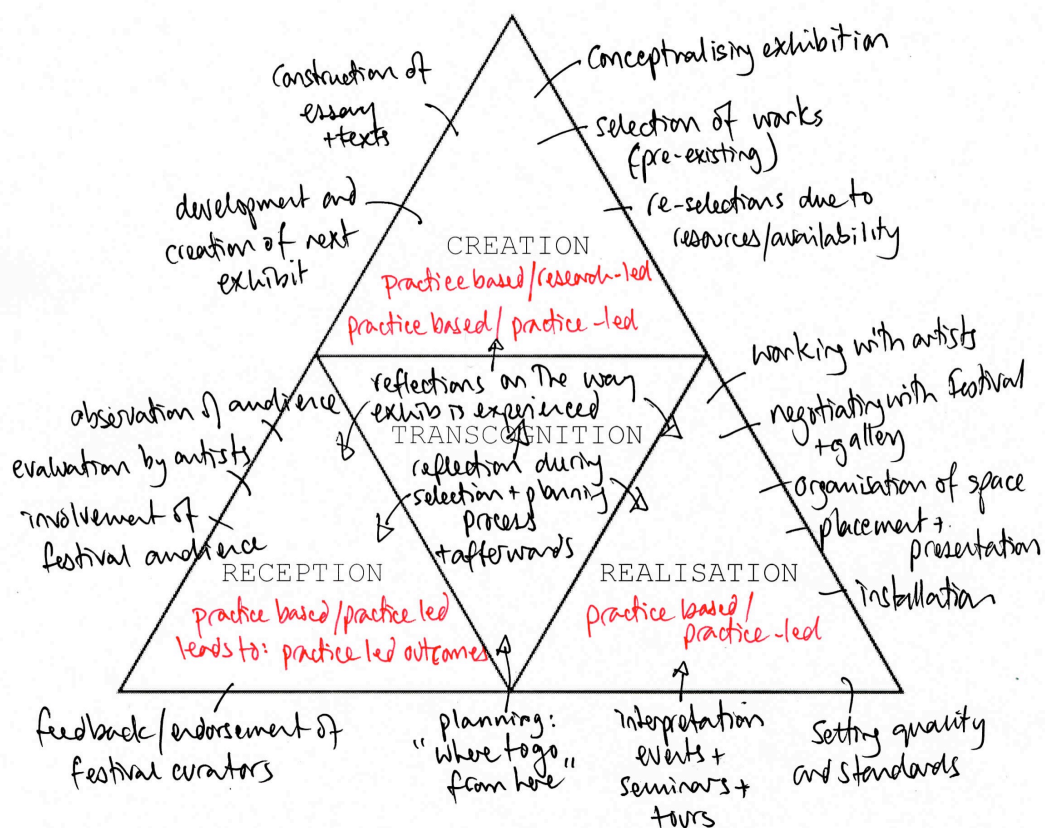 construction of
essay
+texts
development and
creation of next
exhibit
conceptualising exhibition
selection of works
(pre-existing)
re-selections due to
resources/availability
CREATION
practice based/research-led
practice based/practice-led
reflections on the way
exhib is experienced
TRANSCOGNITION
reflection during
selection + planning
process
+afterwards
observation of audience
evaluation by artists
involvement of
festival audience
RECEPTION
practice based/practice led
leads to: practice led outcomes
working with artists
negotiating with festival
+gallery
organisation of space
placement +
presentation
installation
REALISATION
practice based/
practice-led
feedback/endorsement of
festival curators
planning:
"where to go
from here"
interpretation
events +
seminars +
tours
setting quality
and standards